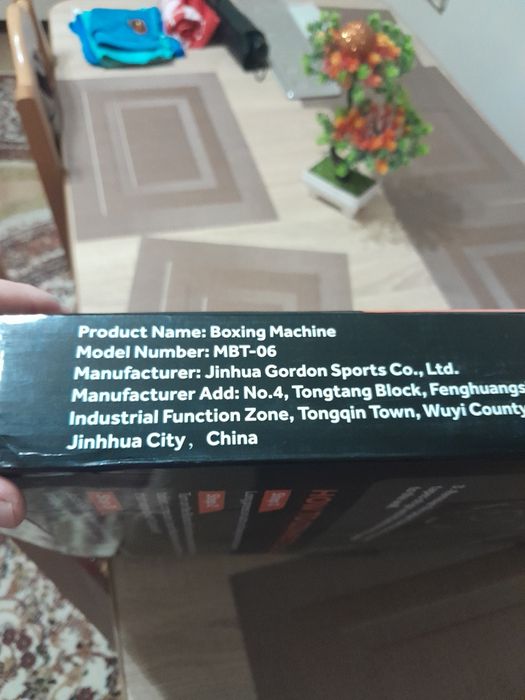 Product Name: Boxing Machine
Model Number: MBT-06
Manufacturer: Jinhua Gordon Sports Co., Ltd.
Manufacturer Add: No.4, Tongtang Block, Fenghuangs
Industrial Function Zone, Tongqin Town, Wuyi County
Jinhhua City, China